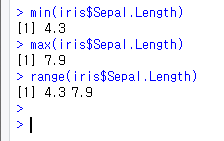 > min(iris$Sepal.Length)
[1] 4.3
> max(iris$Sepal.Length)
[1] 7.9
> range(iris$Sepal.Length)
[1] 4.3 7.9
>
>